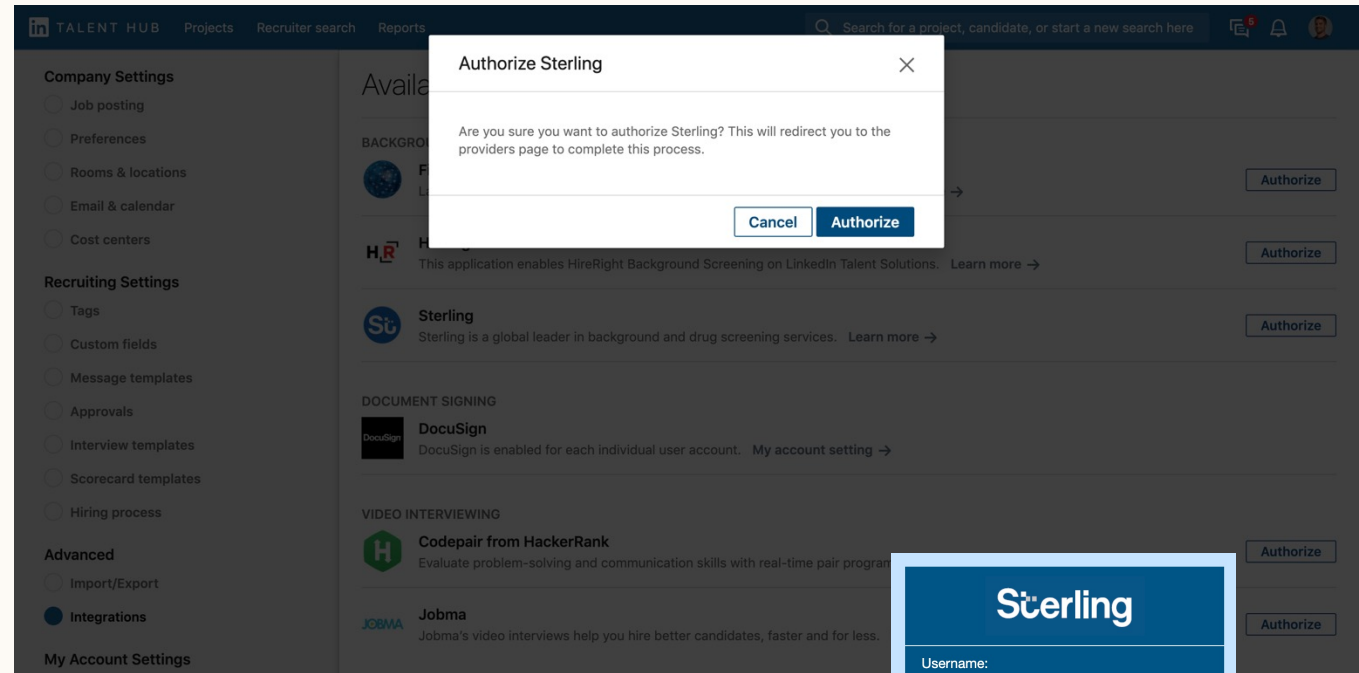 in TALENT HUB Projects Recruiter search Reports Search for a project, candidate, or start a new search here 5
Company Settings
Job posting
Preferences
Rooms & locations
Email & calendar
Cost centers
Recruiting Settings
Tags
Custom fields
Message templates
Approvals
Interview templates
Scorecard templates
Hiring process
Advanced
Import/Export
Integrations
My Account Settings
Authorize Sterling
Are you sure you want to authorize Sterling? This will redirect you to the
providers page to complete this process.
Cancel Authorize
Authorize
HR
This application enables HireRight Background Screening on LinkedIn Talent Solutions. Learn more →
Authorize
St
Sterling
Sterling is a global leader in background and drug screening services. Learn more →
Authorize
DOCUMENT SIGNING
DocuSign
DocuSign
DocuSign is enabled for each individual user account. My account setting →
VIDEO INTERVIEWING
H
Codepair from HackerRank
Evaluate problem-solving and communication skills with real-time pair
Authorize
JOBMA
Jobma
Jobma's video interviews help you hire better candidates, faster and for less.
Authorize
Sterling
Username: